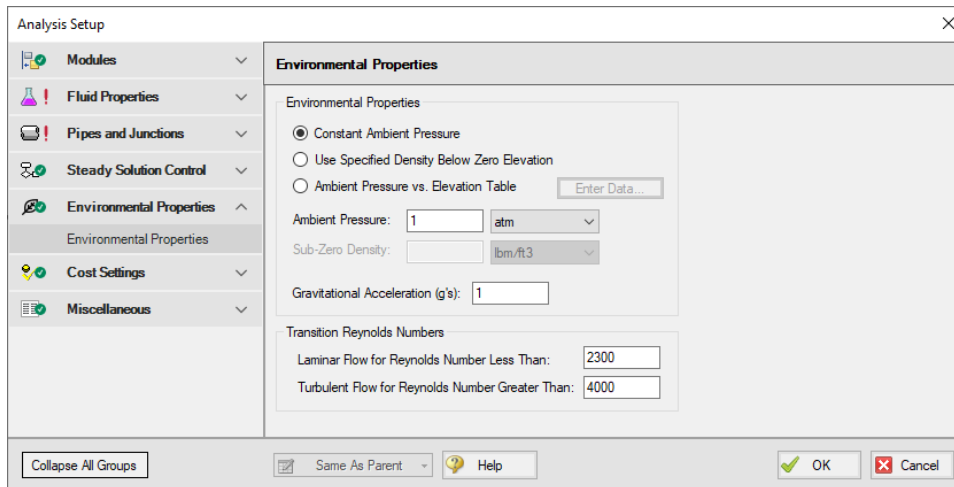 Analysis Setup
Modules
Fluid Properties
Pipes and Junctions
Steady Solution Control
Environmental Properties
Environmental Properties
Cost Settings
Miscellaneous
Environmental Properties
Environmental Properties
Constant Ambient Pressure
Use Specified Density Below Zero Elevation
Ambient Pressure vs. Elevation Table Enter Data...
Ambient Pressure: 1 atm
Sub-Zero Density: lbm/ft3
Gravitational Acceleration (g's): 1
Transition Reynolds Numbers
Laminar Flow for Reynolds Number Less Than: 2300
Turbulent Flow for Reynolds Number Greater Than: 4000
Collapse All Groups Same As Parent Help OK Cancel